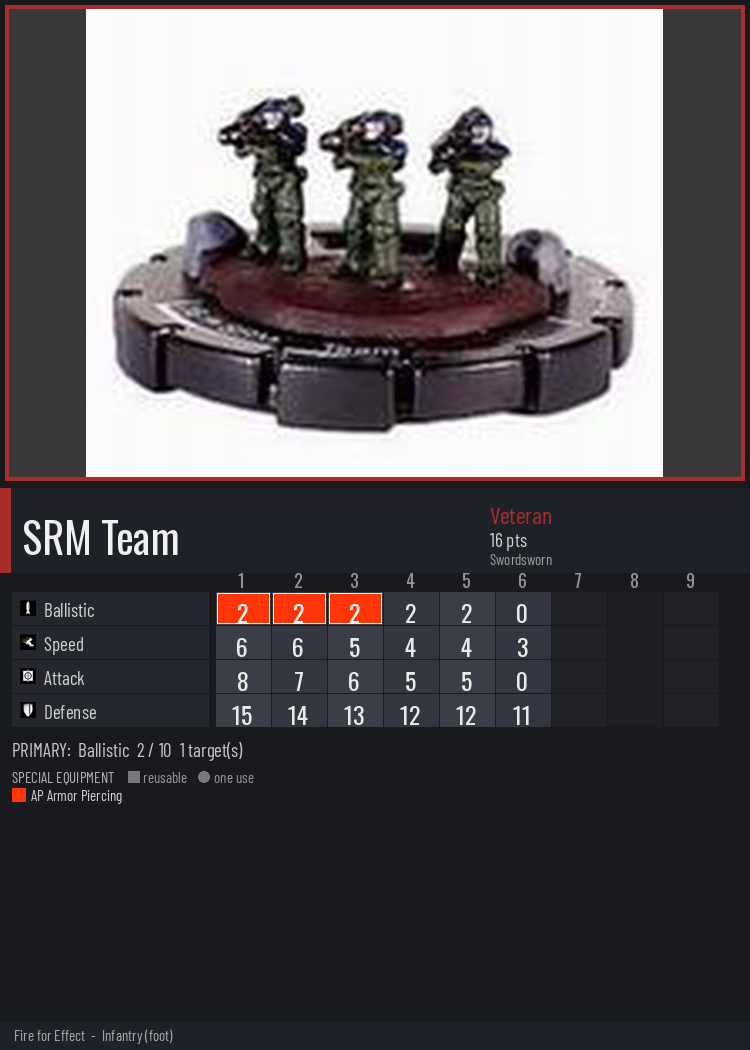 SRM Team
Veteran
16 pts
Swordsworn
1 2 3 4 5 6 7 8 9
Ballistic 2 2 2 2 2 0
Speed 6 6 5 4 4 3
Attack 8 7 6 5 5 0
Defense 15 14 13 12 12 11
PRIMARY: Ballistic 2 / 10 1 target(s)
SPECIAL EQUIPMENT reusable one use
AP Armor Piercing
Fire for Effect - Infantry (foot)